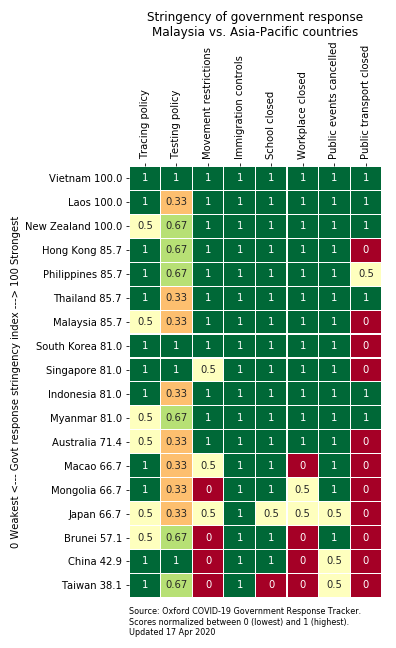 Stringency of government response
Malaysia vs. Asia-Pacific countries
Tracing policy
Testing policy
Movement restrictions
Immigration controls
School closed
Workplace closed
Public events cancelled
Public transport closed
0 Weakest <--- Govt response stringency index ---> 100 Strongest
Vietnam 100.0 1 1 1 1 1 1 1 1
Laos 100.0 1 0.33 1 1 1 1 1 1
New Zealand 100.0 0.5 0.67 1 1 1 1 1 1
Hong Kong 85.7 1 0.67 1 1 1 1 1 0
Philippines 85.7 1 0.67 1 1 1 1 1 0.5
Thailand 85.7 1 0.33 1 1 1 1 1 1
Malaysia 85.7 0.5 0.33 1 1 1 1 1 0
South Korea 81.0 1 1 1 1 1 1 1 0
Singapore 81.0 1 1 0.5 1 1 1 1 0
Indonesia 81.0 1 0.33 1 1 1 1 1 1
Myanmar 81.0 0.5 0.67 1 1 1 1 1 1
Australia 71.4 0.5 0.33 1 1 1 1 1 0
Macao 66.7 1 0.33 0.5 1 1 0 1 0
Mongolia 66.7 1 0.33 0 1 1 0.5 1 0
Japan 66.7 0.5 0.33 0.5 1 0.5 0.5 0.5 0
Brunei 57.1 0.5 0.67 0 1 1 0 1 0
China 42.9 1 1 0 1 1 0 0.5 0
Taiwan 38.1 1 0.67 0 1 0 0 0.5 0
Source: Oxford COVID-19 Government Response Tracker.
Scores normalized between 0 (lowest) and 1 (highest).
Updated 17 Apr 2020